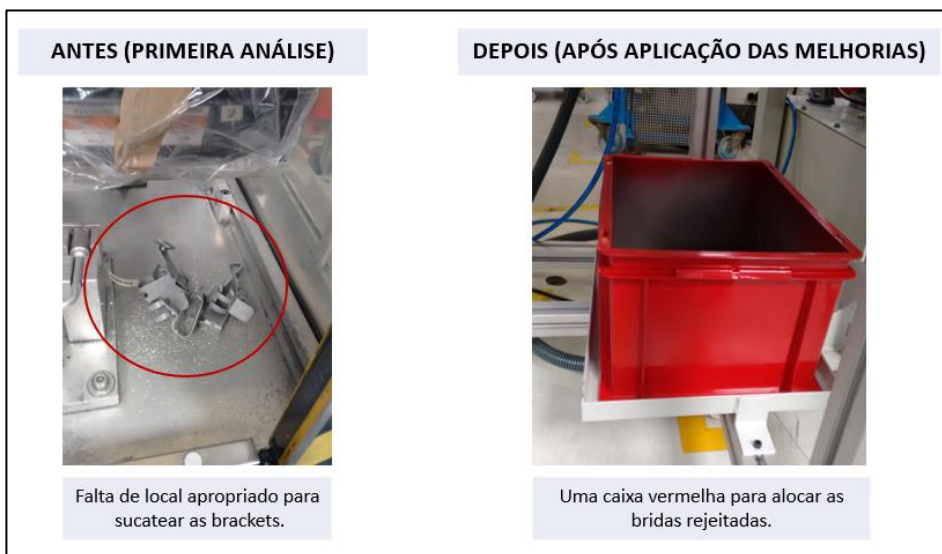 ANTES (PRIMEIRA ANÁLISE)
DEPOIS (APÓS APLICAÇÃO DAS MELHORIAS)
Falta de local apropriado para
sucatear as brackets.
Uma caixa vermelha para alocar as
bridas rejeitadas.